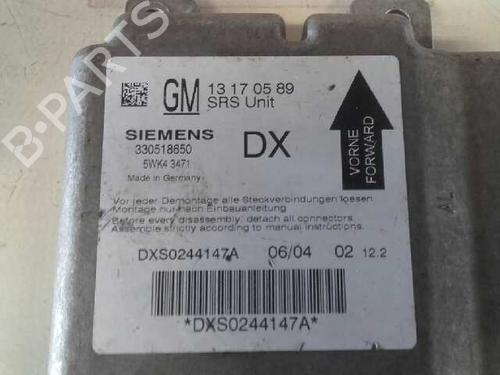 GM 13 17 05 89
SRS Unit
SIEMENS
330518650
5WK4 3471
Made in Germany
DX
VORNE
FORWARD
Vor jeder Demontage alle Steckverbindungen loesen
Montage nur nach Einbauanleitung
Before every disassembly, detach all connectors
Assemble strictly according to manual instructions.
DXS0244147A 06/04 02 12.2
*DXS0244147A*
B-PARTS